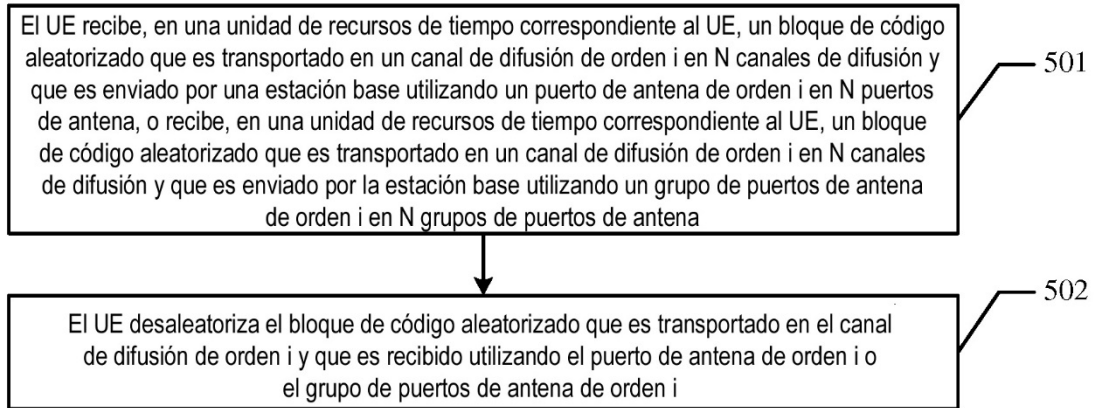 El UE recibe, en una unidad de recursos de tiempo correspondiente al UE, un bloque de código
aleatorizado que es transportado en un canal de difusión de orden i en N canales de difusión y
que es enviado por una estación base utilizando un puerto de antena de orden i en N puertos
de antena, o recibe, en una unidad de recursos de tiempo correspondiente al UE, un bloque
de código aleatorizado que es transportado en un canal de difusión de orden i en N canales
de difusión y que es enviado por la estación base utilizando un grupo de puertos de antena
de orden i en N grupos de puertos de antena
501
El UE desaleatoriza el bloque de código aleatorizado que es transportado en el canal
de difusión de orden i y que es recibido utilizando el puerto de antena de orden i o
el grupo de puertos de antena de orden i
502